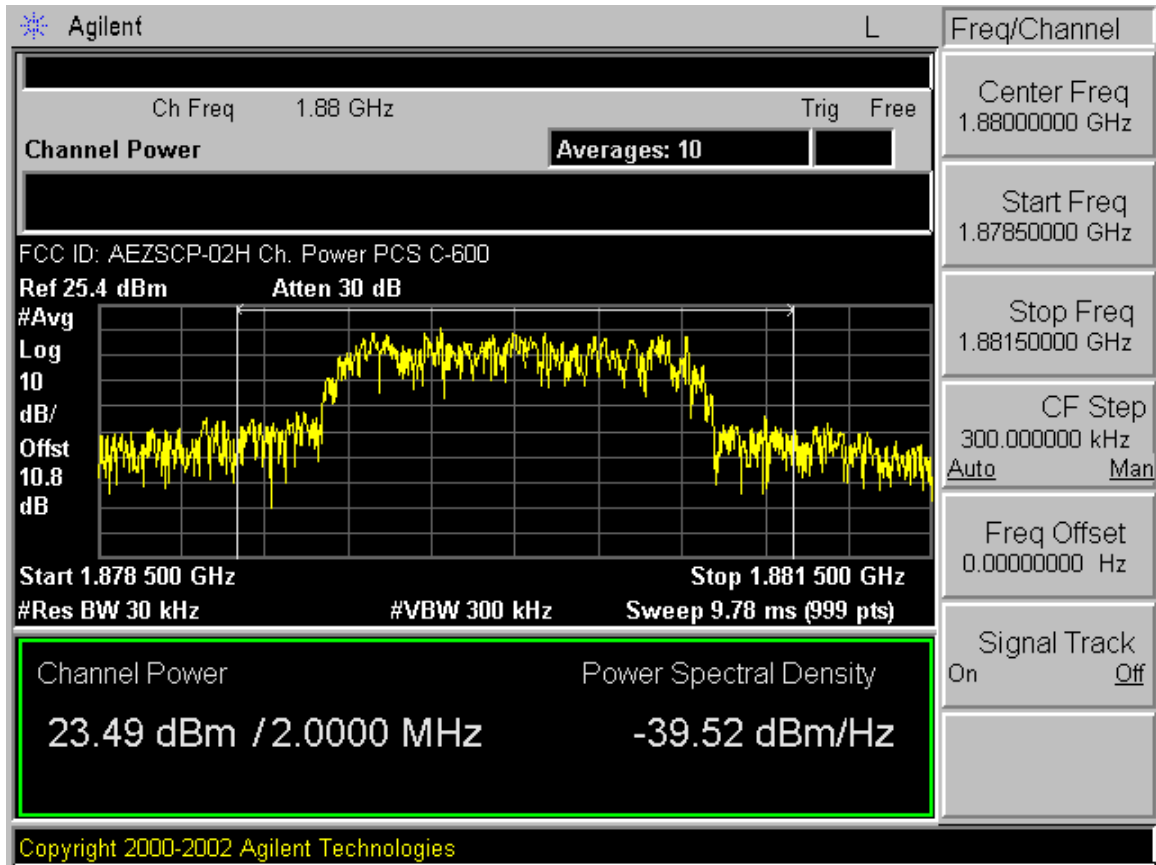 Agilent L
Freq/Channel
Ch Freq 1.88 GHz Trig Free
Channel Power Averages: 10
FCC ID: AEZSCP-02H Ch. Power PCS C-600
Ref 25.4 dBm Atten 30 dB
#Avg
Log
10
dB/
Offst
10.8
dB
Start 1.878 500 GHz Stop 1.881 500 GHz
#Res BW 30 kHz #VBW 300 kHz Sweep 9.78 ms (999 pts)
Channel Power Power Spectral Density
23.49 dBm / 2.0000 MHz -39.52 dBm/Hz
Center Freq
1.88000000 GHz
Start Freq
1.87850000 GHz
Stop Freq
1.88150000 GHz
CF Step
300.000000 kHz
Auto Man
Freq Offset
0.00000000 Hz
Signal Track
On Off
Copyright 2000-2002 Agilent Technologies